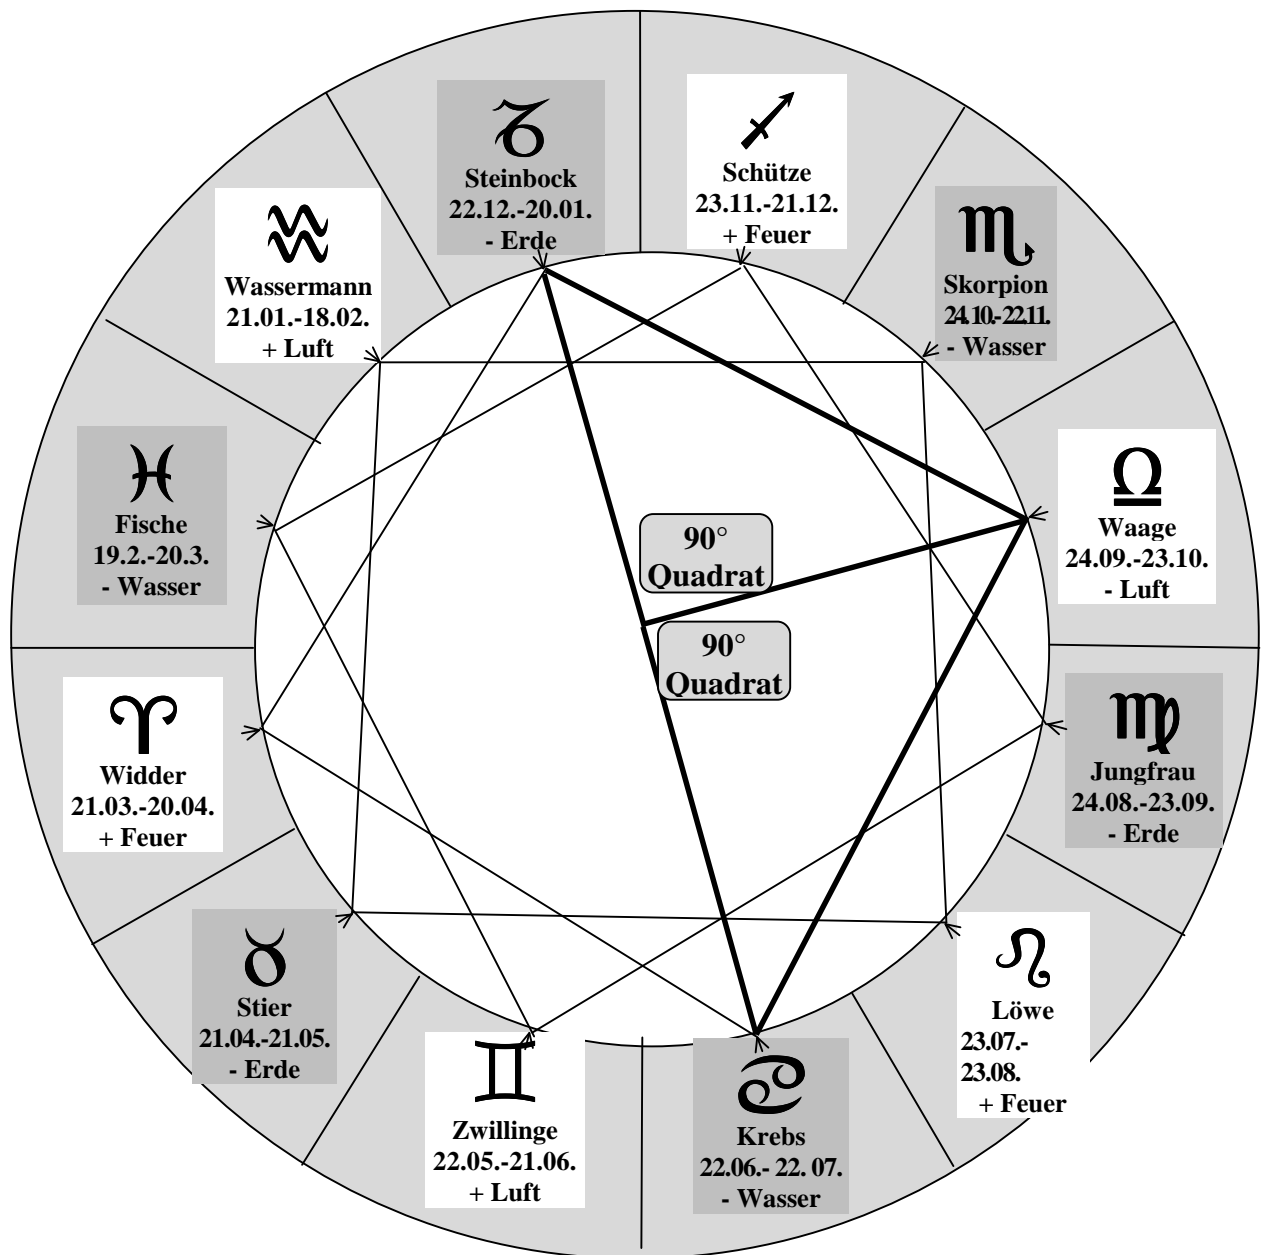 Steinbock
22.12.-20.01.
- Erde
Schütze
23.11.-21.12.
+ Feuer
Wassermann
21.01.-18.02.
+ Luft
Skorpion
24.10.-22.11.
- Wasser
Fische
19.2.-20.3.
- Wasser
Waage
24.09.-23.10.
- Luft
90°
Quadrat
90°
Quadrat
Widder
21.03.-20.04.
+ Feuer
Jungfrau
24.08.-23.09.
- Erde
Stier
21.04.-21.05.
- Erde
Löwe
23.07.-
23.08.
+ Feuer
Zwillinge
22.05.-21.06.
+ Luft
Krebs
22.06.- 22. 07.
- Wasser